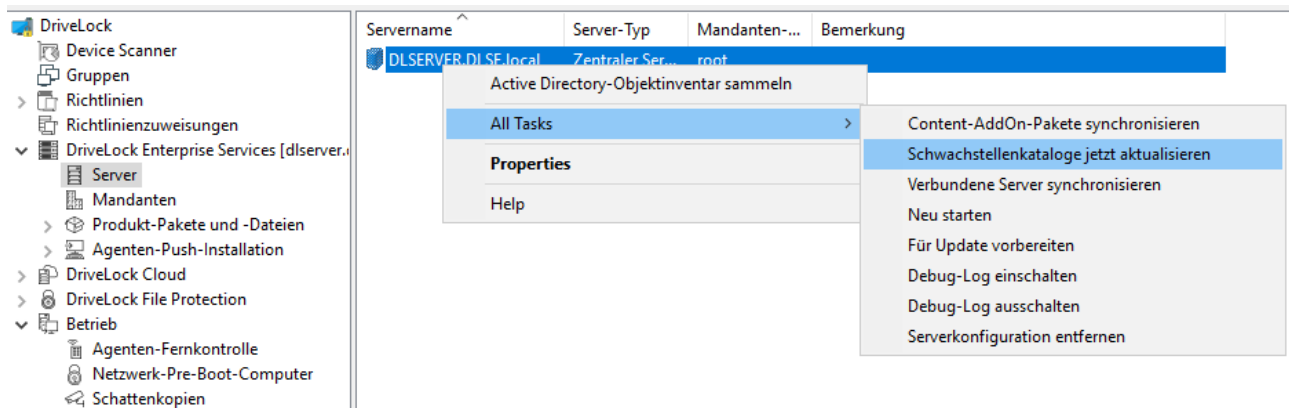 DriveLock
Device Scanner
Gruppen
Richtlinien
Richtlinienzuweisungen
DriveLock Enterprise Services [dlserver.
Server
Mandanten
Produkt-Pakete und -Dateien
Agenten-Push-Installation
DriveLock Cloud
DriveLock File Protection
Betrieb
Agenten-Fernkontrolle
Netzwerk-Pre-Boot-Computer
Schattenkopien
Servername Server-Typ Mandanten-... Bemerkung
DLSERVER.DLSE.local Zentraler Ser... root
Active Directory-Objektinventar sammeln
All Tasks
Properties
Help
Content-AddOn-Pakete synchronisieren
Schwachstellenkataloge jetzt aktualisieren
Verbundene Server synchronisieren
Neu starten
Für Update vorbereiten
Debug-Log einschalten
Debug-Log ausschalten
Serverkonfiguration entfernen